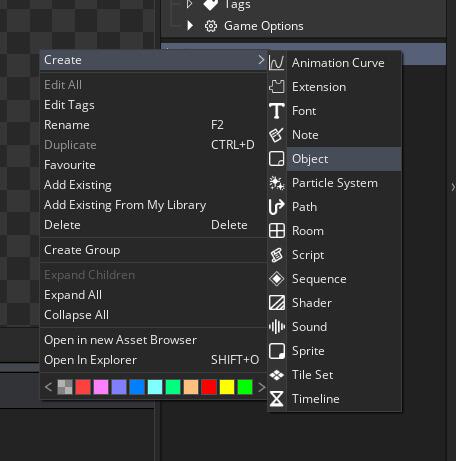 Tags
Game Options
Create
Edit All
Edit Tags
Rename F2
Duplicate CTRL+D
Favourite
Add Existing
Add Existing From My Library
Delete Delete
Create Group
Expand Children
Expand All
Collapse All
Open in new Asset Browser
Open In Explorer SHIFT+O
Animation Curve
Extension
Font
Note
Object
Particle System
Path
Room
Script
Sequence
Shader
Sound
Sprite
Tile Set
Timeline